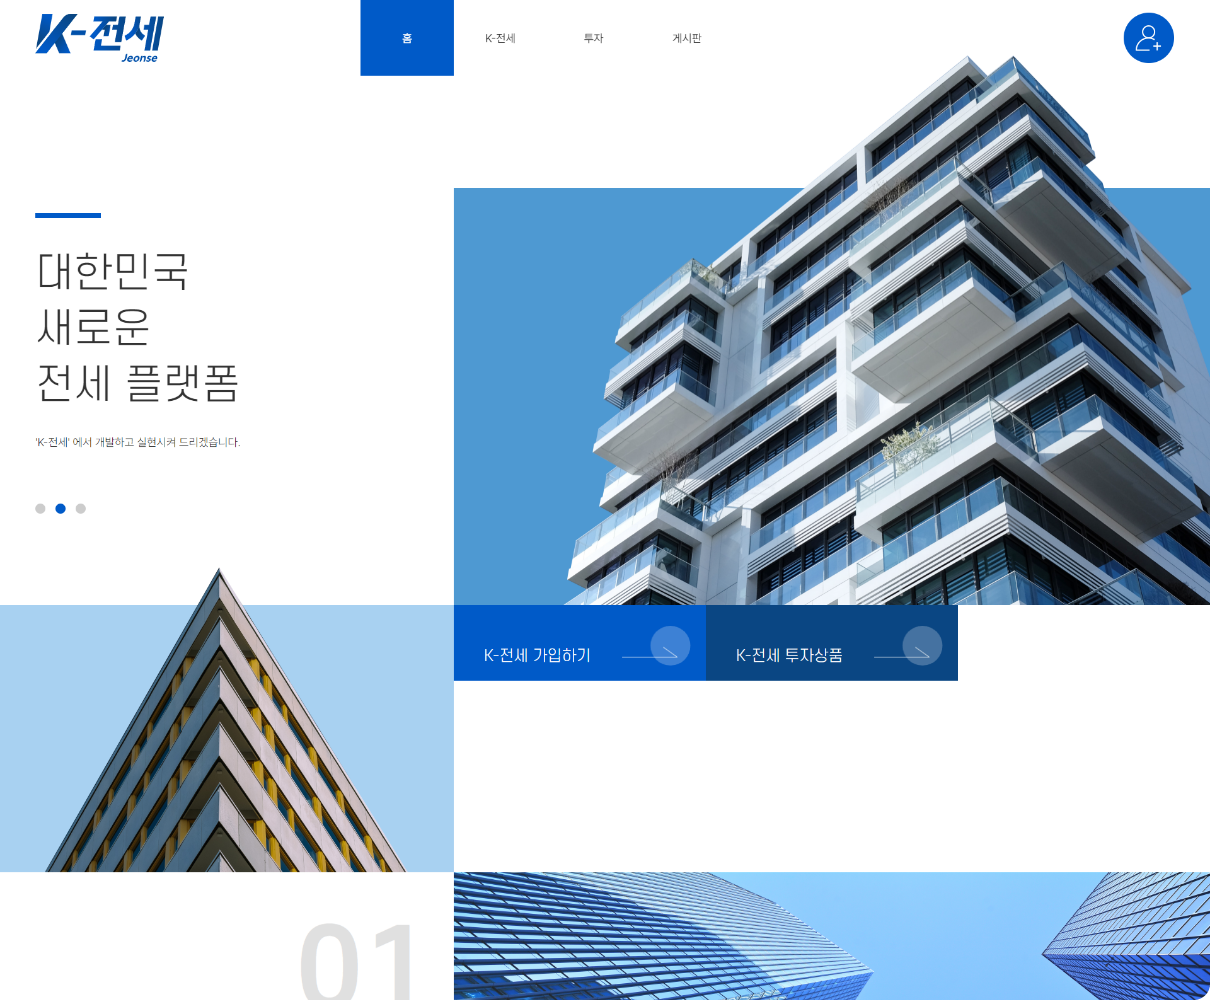 K-전세
Jeonse
홈
K-전세
투자
게시판
대한민국
새로운
전세 플랫폼
'K-전세' 에서 개발하고 실현시켜 드리겠습니다.
K-전세 가입하기
K-전세 투자상품
01